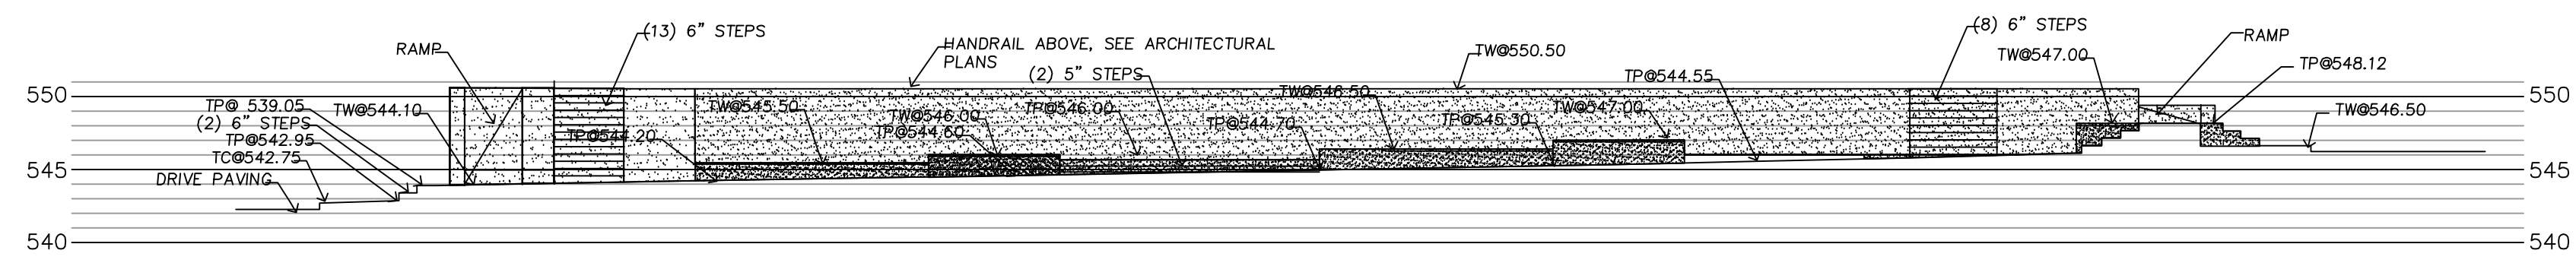 (8) 6" STEPS
(13) 6" STEPS
RAMP
HANDRAIL ABOVE, SEE ARCHITECTURAL
PLANS
RAMP
TW@550.50
TW@547.00
TP@548.12
(2) 5" STEPS
TP@544.55
550
550
TP@ 539.05
TW@544.10
TW@545.50
TW@546.00
TP@546.00
TW@546.50
TW@547.00
TW@546.50
(2) 6" STEPS
TP@544.20
TP@544.60
TP@544.70
TP@545.30
TP@542.95
TC@542.75
545
545
DRIVE PAVING
540
540